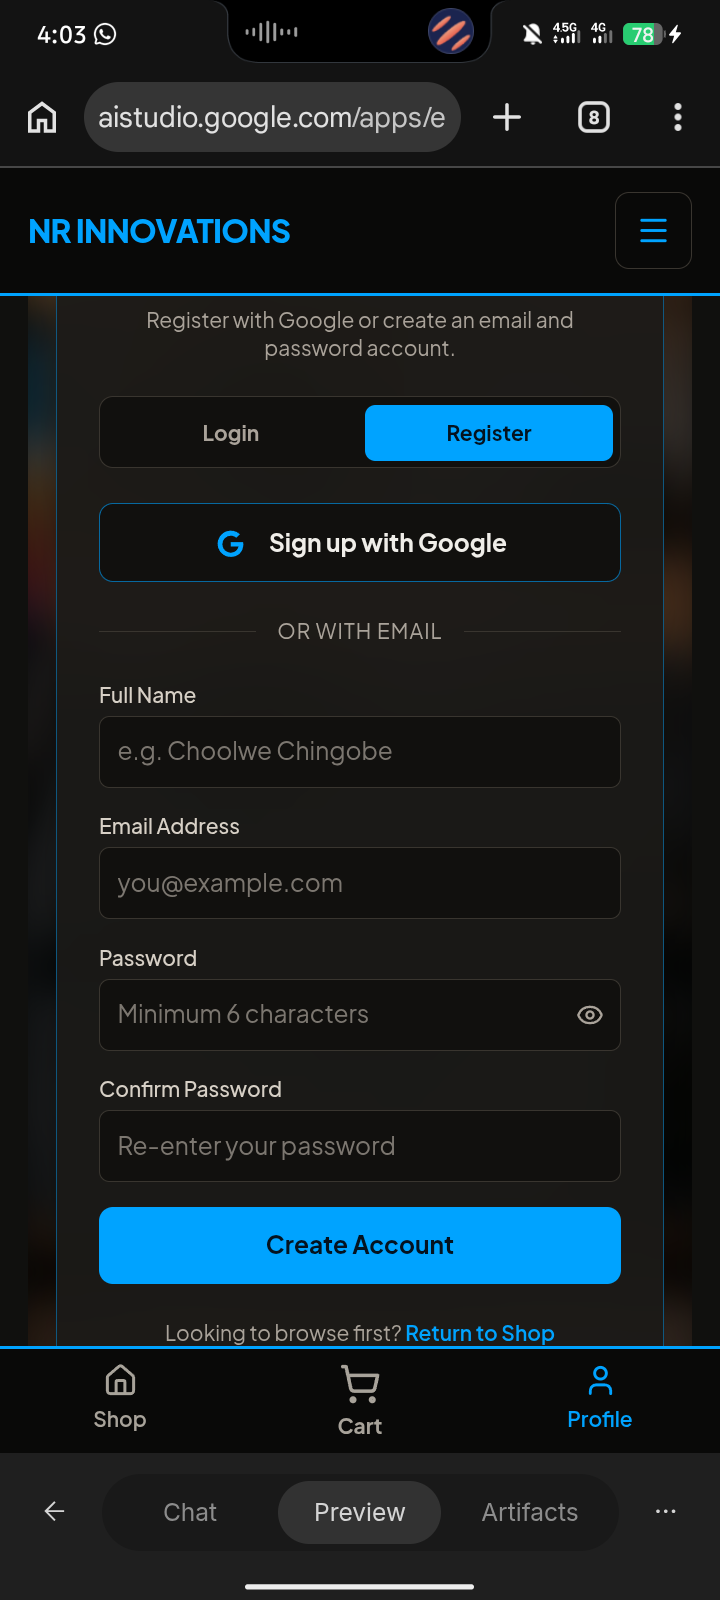 4:03
4.5G
4G
78
aistudio.google.com/apps/e
8
NR INNOVATIONS
Register with Google or create an email and
password account.
Login
Register
Sign up with Google
OR WITH EMAIL
Full Name
e.g. Choolwe Chingobe
Email Address
you@example.com
Password
Minimum 6 characters
Confirm Password
Re-enter your password
Create Account
Looking to browse first? Return to Shop
Shop
Cart
Profile
Chat
Preview
Artifacts